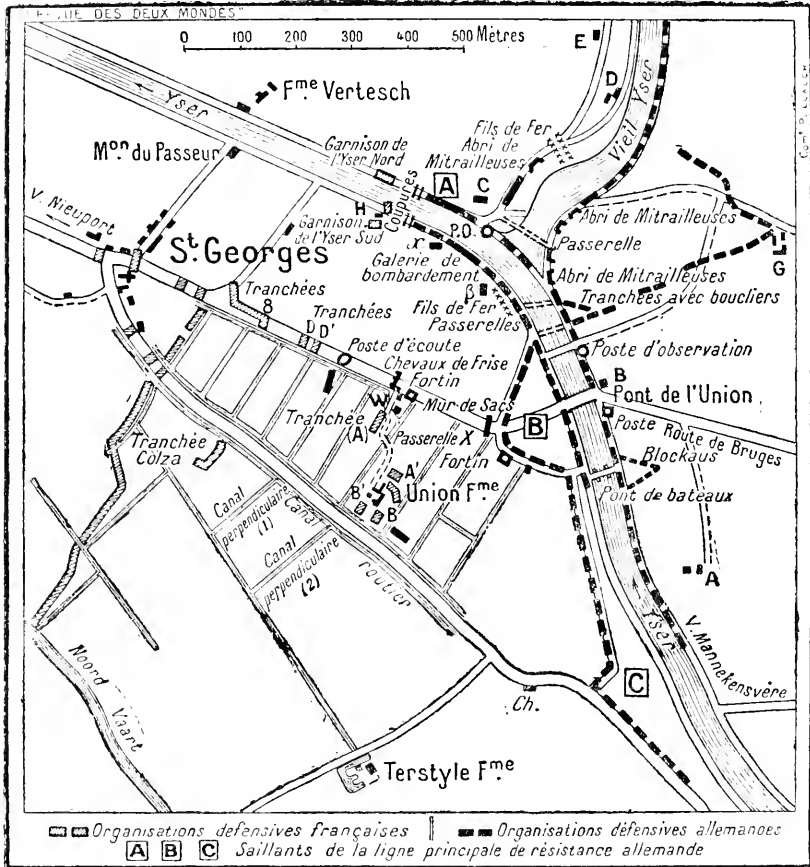 "REVUE DES DEUX MONDES"
0 100 200 300 400 500 Mètres
E
D
Yser
Fme Vertesch
Vieil Yser
Garnison de
l'Yser Nord
Fils de Fer
Abri de
Mitrailleuses
Mon du Passeur
A
C
Coupures
H
Garnison
de l'Yser Sud
P.O
Abri de Mitrailleuses
Passerelle
V. Nieuport
St Georges
Galerie de
bombardement
G
Abri de Mitrailleuses
Tranchées avec boucliers
β
Fils de Fer
Passerelles
Tranchées
8
Tranchées
D D'
Poste d'écoute
Chevaux de Frise
Fortin
Poste d'observation
B
Pont de l'Union
W
Mur de Sacs
Tranchée
(A)
B
Poste
Route de Bruges
Passerelle X
Fortin
Blockaus
Tranchée
Colza
A'
Union Fme
B'
B
Pont de bateaux
Canal
perpendiculaire
(1)
Canal
perpendiculaire
(2)
Canal
routier
A
Yser
V. Mannekensvère
Noord
Vaart
C
Ch.
Terstyle Fme
Organisations défensives françaises
Organisations défensives allemandes
A B C Saillants de la ligne principale de résistance allemande